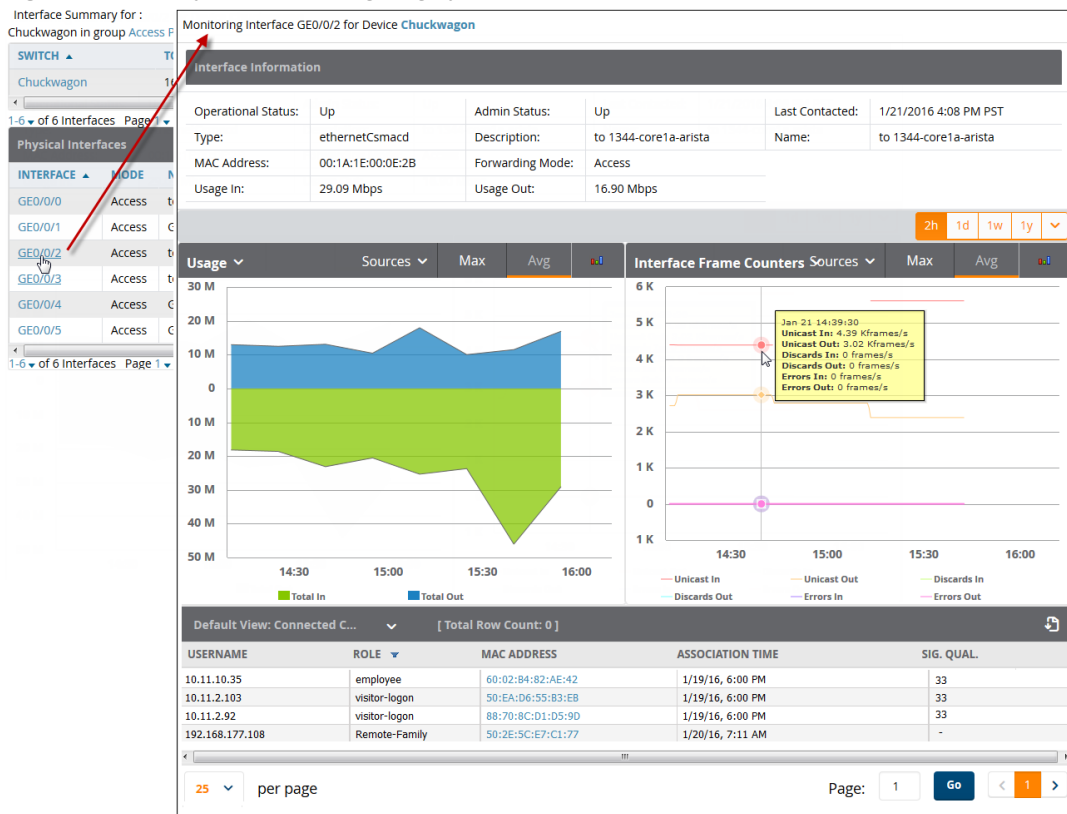 Interface Summary for :
Chuckwagon in group Access P
SWITCH
Chuckwagon
1-6 of 6 Interfaces Page 1
Physical Interfaces
INTERFACE MODE N
GE0/0/0 Access
GE0/0/1 Access G
GE0/0/2 Access
GE0/0/3 Access
GE0/0/4 Access
GE0/0/5 Access G
1-6 of 6 Interfaces Page 1
Monitoring Interface GE0/0/2 for Device Chuckwagon
Interface Information
Operational Status: Up Admin Status: Up Last Contacted: 1/21/2016 4:08 PM PST
Type: ethernetCsmacd Description: to 1344-core1a-arista Name: to 1344-core1a-arista
MAC Address: 00:1A:1E:00:0E:2B Forwarding Mode: Access
Usage In: 29.09 Mbps Usage Out: 16.90 Mbps
2h 1d 1w 1y
Usage Sources Max Avg
30 M
20 M
10 M
0
10 M
20 M
30 M
40 M
50 M
14:30 15:00 15:30 16:00
Total In Total Out
Interface Frame Counters Sources Max Avg
6 K
5 K
4 K
3 K
2 K
1 K
0
1 K
Jan 21 14:39:30
Unicast In: 4.39 Kframes/s
Unicast Out: 3.02 Kframes/s
Discards In: 0 frames/s
Discards Out: 0 frames/s
Errors In: 0 frames/s
Errors Out: 0 frames/s
14:30 15:00 15:30 16:00
Unicast In Unicast Out Discards In
Discards Out Errors In Errors Out
Default View: Connected C... [ Total Row Count: 0 ]
USERNAME ROLE MAC ADDRESS ASSOCIATION TIME SIG. QUAL.
10.11.10.35 employee 60:02:B4:82:AE:42 1/19/16, 6:00 PM 33
10.11.2.103 visitor-logon 50:EA:D6:55:B3:EB 1/19/16, 6:00 PM 33
10.11.2.92 visitor-logon 88:70:8C:D1:D5:9D 1/19/16, 6:00 PM 33
192.168.177.108 Remote-Family 50:2E:5C:E7:C1:77 1/20/16, 7:11 AM -
25 per page Page: 1 Go < 1 >